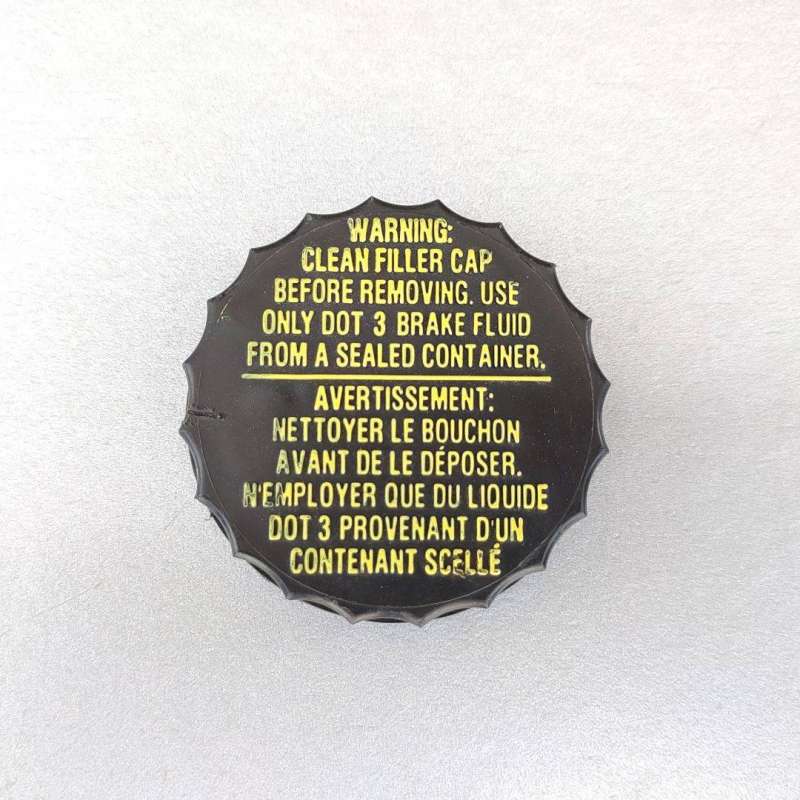 WARNING:
CLEAN FILLER CAP
BEFORE REMOVING. USE
ONLY DOT 3 BRAKE FLUID
FROM A SEALED CONTAINER.
AVERTISSEMENT:
NETTOYER LE BOUCHON
AVANT DE LE DÉPOSER.
N'EMPLOYER QUE DU LIQUIDE
DOT 3 PROVENANT D'UN
CONTENANT SCELLÉ